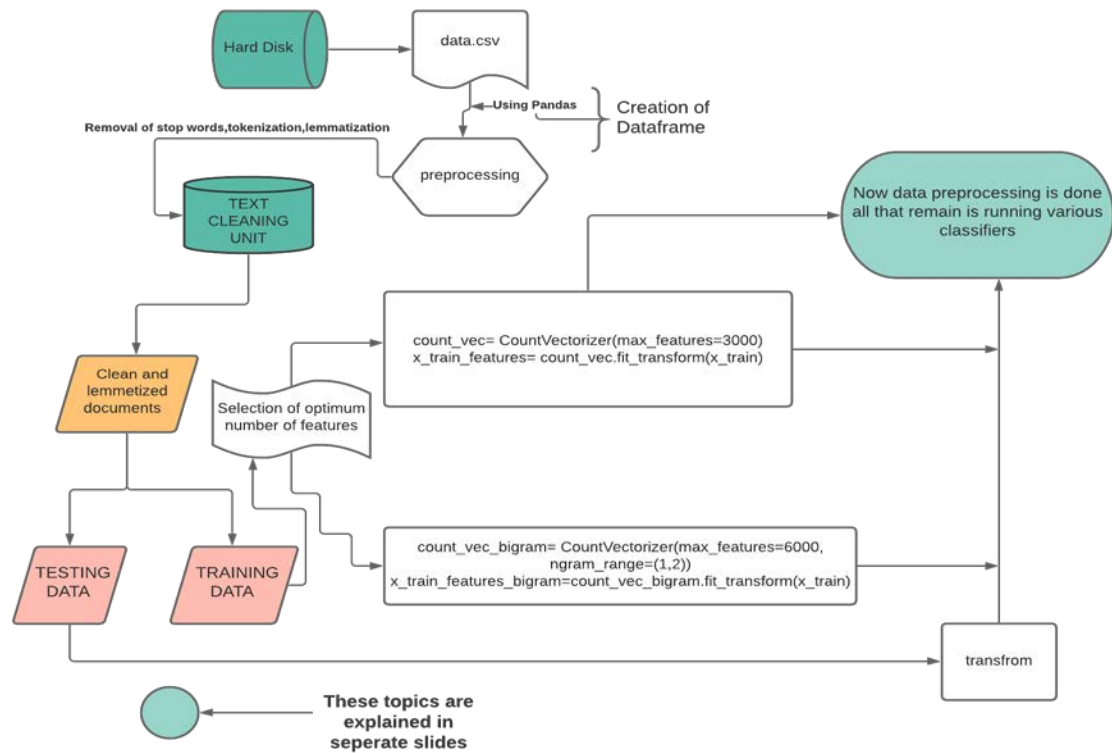 Hard Disk
data.csv
Using Pandas
Creation of
Dataframe
Removal of stop words,tokenization,lemmatization
preprocessing
TEXT
CLEANING
UNIT
Now data preprocessing is done
all that remain is running various
classifiers
count_vec= CountVectorizer(max_features=3000)
x_train_features= count_vec.fit_transform(x_train)
Clean and
lemmetized
documents
Selection of optimum
number of features
count_vec_bigram= CountVectorizer(max_features=6000,
ngram_range=(1,2))
x_train_features_bigram=count_vec_bigram.fit_transform(x_train)
TESTING
DATA
TRAINING
DATA
transfrom
These topics are
explained in
seperate slides